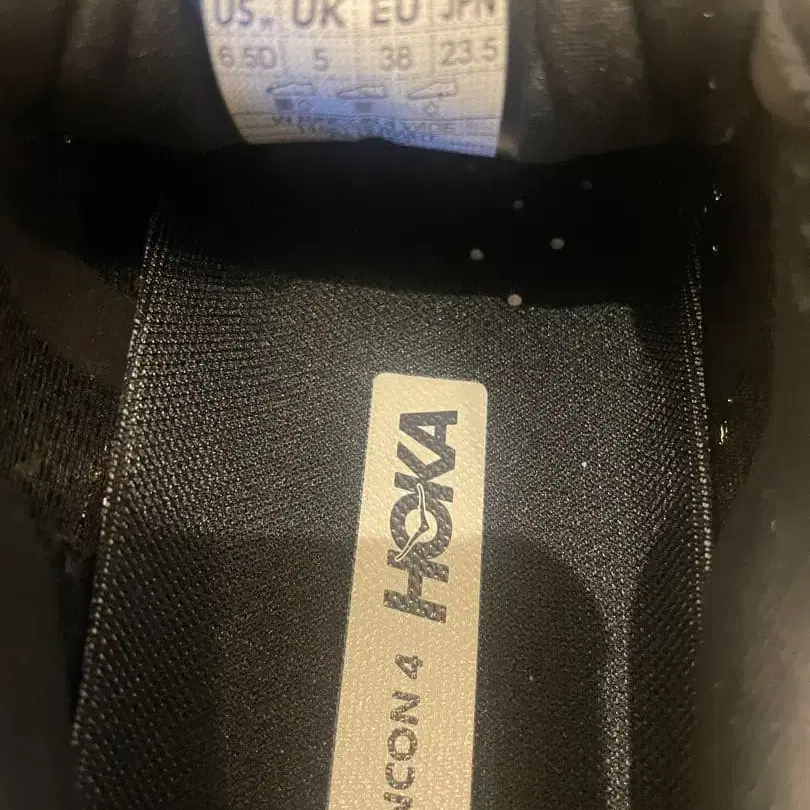 US W UK EU JPN
6.5D 5 38 23.5
HOKA
NCON 4